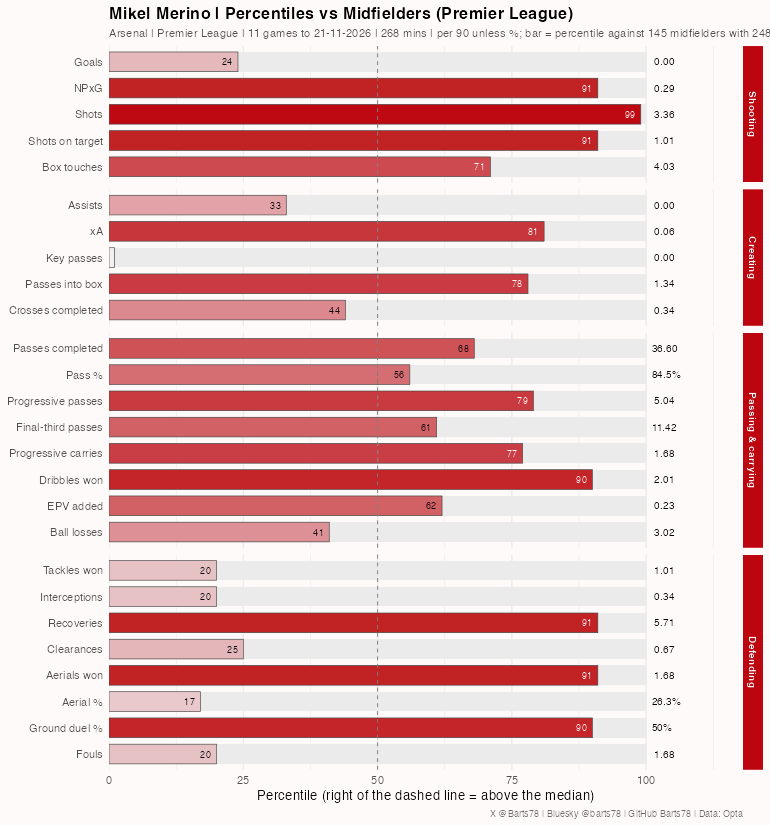 Mikel Merino | Percentiles vs Midfielders (Premier League)
Arsenal | Premier League | 11 games to 21-11-2026 | 268 mins | per 90 unless %; bar = percentile against 145 midfielders with 248
Goals 24 0.00
NPxG 91 0.29
Shots 99 3.36
Shots on target 91 1.01
Box touches 71 4.03
Shooting
Assists 33 0.00
xA 81 0.06
Key passes 0.00
Passes into box 78 1.34
Crosses completed 44 0.34
Creating
Passes completed 68 36.60
Pass % 56 84.5%
Progressive passes 79 5.04
Final-third passes 61 11.42
Progressive carries 77 1.68
Dribbles won 90 2.01
EPV added 62 0.23
Ball losses 41 3.02
Passing & carrying
Tackles won 20 1.01
Interceptions 20 0.34
Recoveries 91 5.71
Clearances 25 0.67
Aerials won 91 1.68
Aerial % 17 26.3%
Ground duel % 90 50%
Fouls 20 1.68
Defending
0 25 50 75 100
Percentile (right of the dashed line = above the median)
X @Barts78 | Bluesky @barts78 | GitHub Barts78 | Data: Opta